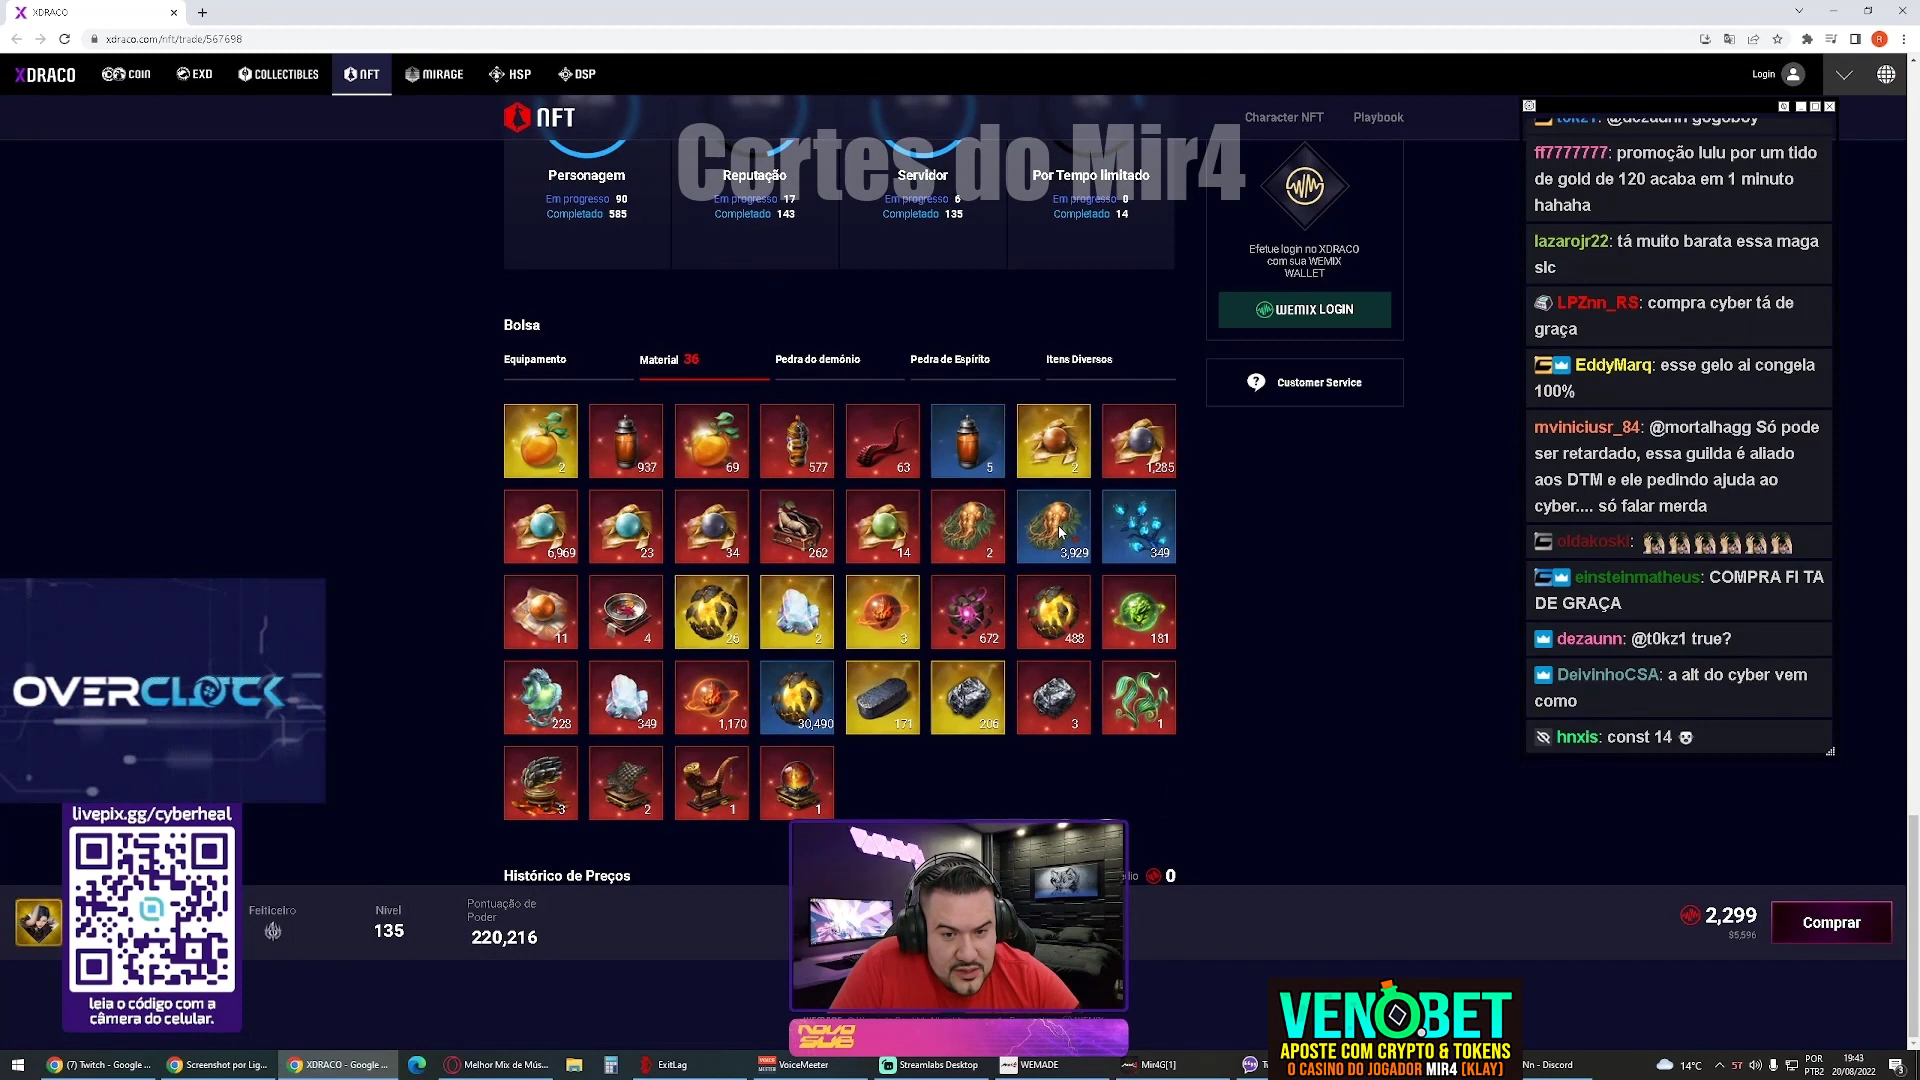 XDRACO
xdraco.com/nft/trade/567698
XDRACO
COIN
EXD
COLLECTIBLES
NFT
MIRAGE
HSP
DSP
Login
NFT
Character NFT
Playbook
Cortes do Mir4
Personagem
Em progresso 90
Completado 585
Reputação
Em progresso 17
Completado 143
Servidor
Em progresso 6
Completado 135
Por Tempo limitado
Em progresso 0
Completado 14
Efetue login no XDRACO
com sua WEMIX
WALLET
WEMIX LOGIN
Customer Service
Bolsa
Equipamento
Material 36
Pedra do demónio
Pedra de Espírito
Itens Diversos
2 937 69 577 63 5 2 1,285
6,969 23 34 262 14 2 3,929 349
11 4 26 2 3 672 488 181
228 349 1,170 30,490 171 206 3 1
3 2 1 1
Histórico de Preços
0
t0kz1: @dezaunn gogoboy
ff7777777: promoção lulu por um tido
de gold de 120 acaba em 1 minuto
hahaha
lazarojr22: tá muito barata essa maga
slc
LPZnn_RS: compra cyber tá de
graça
EddyMarq: esse gelo ai congela
100%
mviniciusr_84: @mortalhagg Só pode
ser retardado, essa guilda é aliado
aos DTM e ele pedindo ajuda ao
cyber.... só falar merda
oldakoski:
einsteinmatheus: COMPRA FI TA
DE GRAÇA
dezaunn: @t0kz1 true?
DeivinhoCSA: a alt do cyber vem
como
hnxis: const 14
OVERCLOCK
livepix.gg/cyberheal
leia o código com a
câmera do celular.
Feiticeiro
Nível
135
Pontuação de
Poder
220,216
2,299
$5,596
Comprar
NOVO
SUB
VENOBET
APOSTE COM CRYPTO & TOKENS
O CASINO DO JOGADOR MIR4 (KLAY)
(7) Twitch - Google ...
Screenshot por Lig...
XDRACO - Google ...
Melhor Mix de Mús...
ExitLag
VoiceMeeter
Streamlabs Desktop
WEMADE
Mir4G[1]
Nn - Discord
14°C
57
POR
PTB2
19:43
20/08/2022